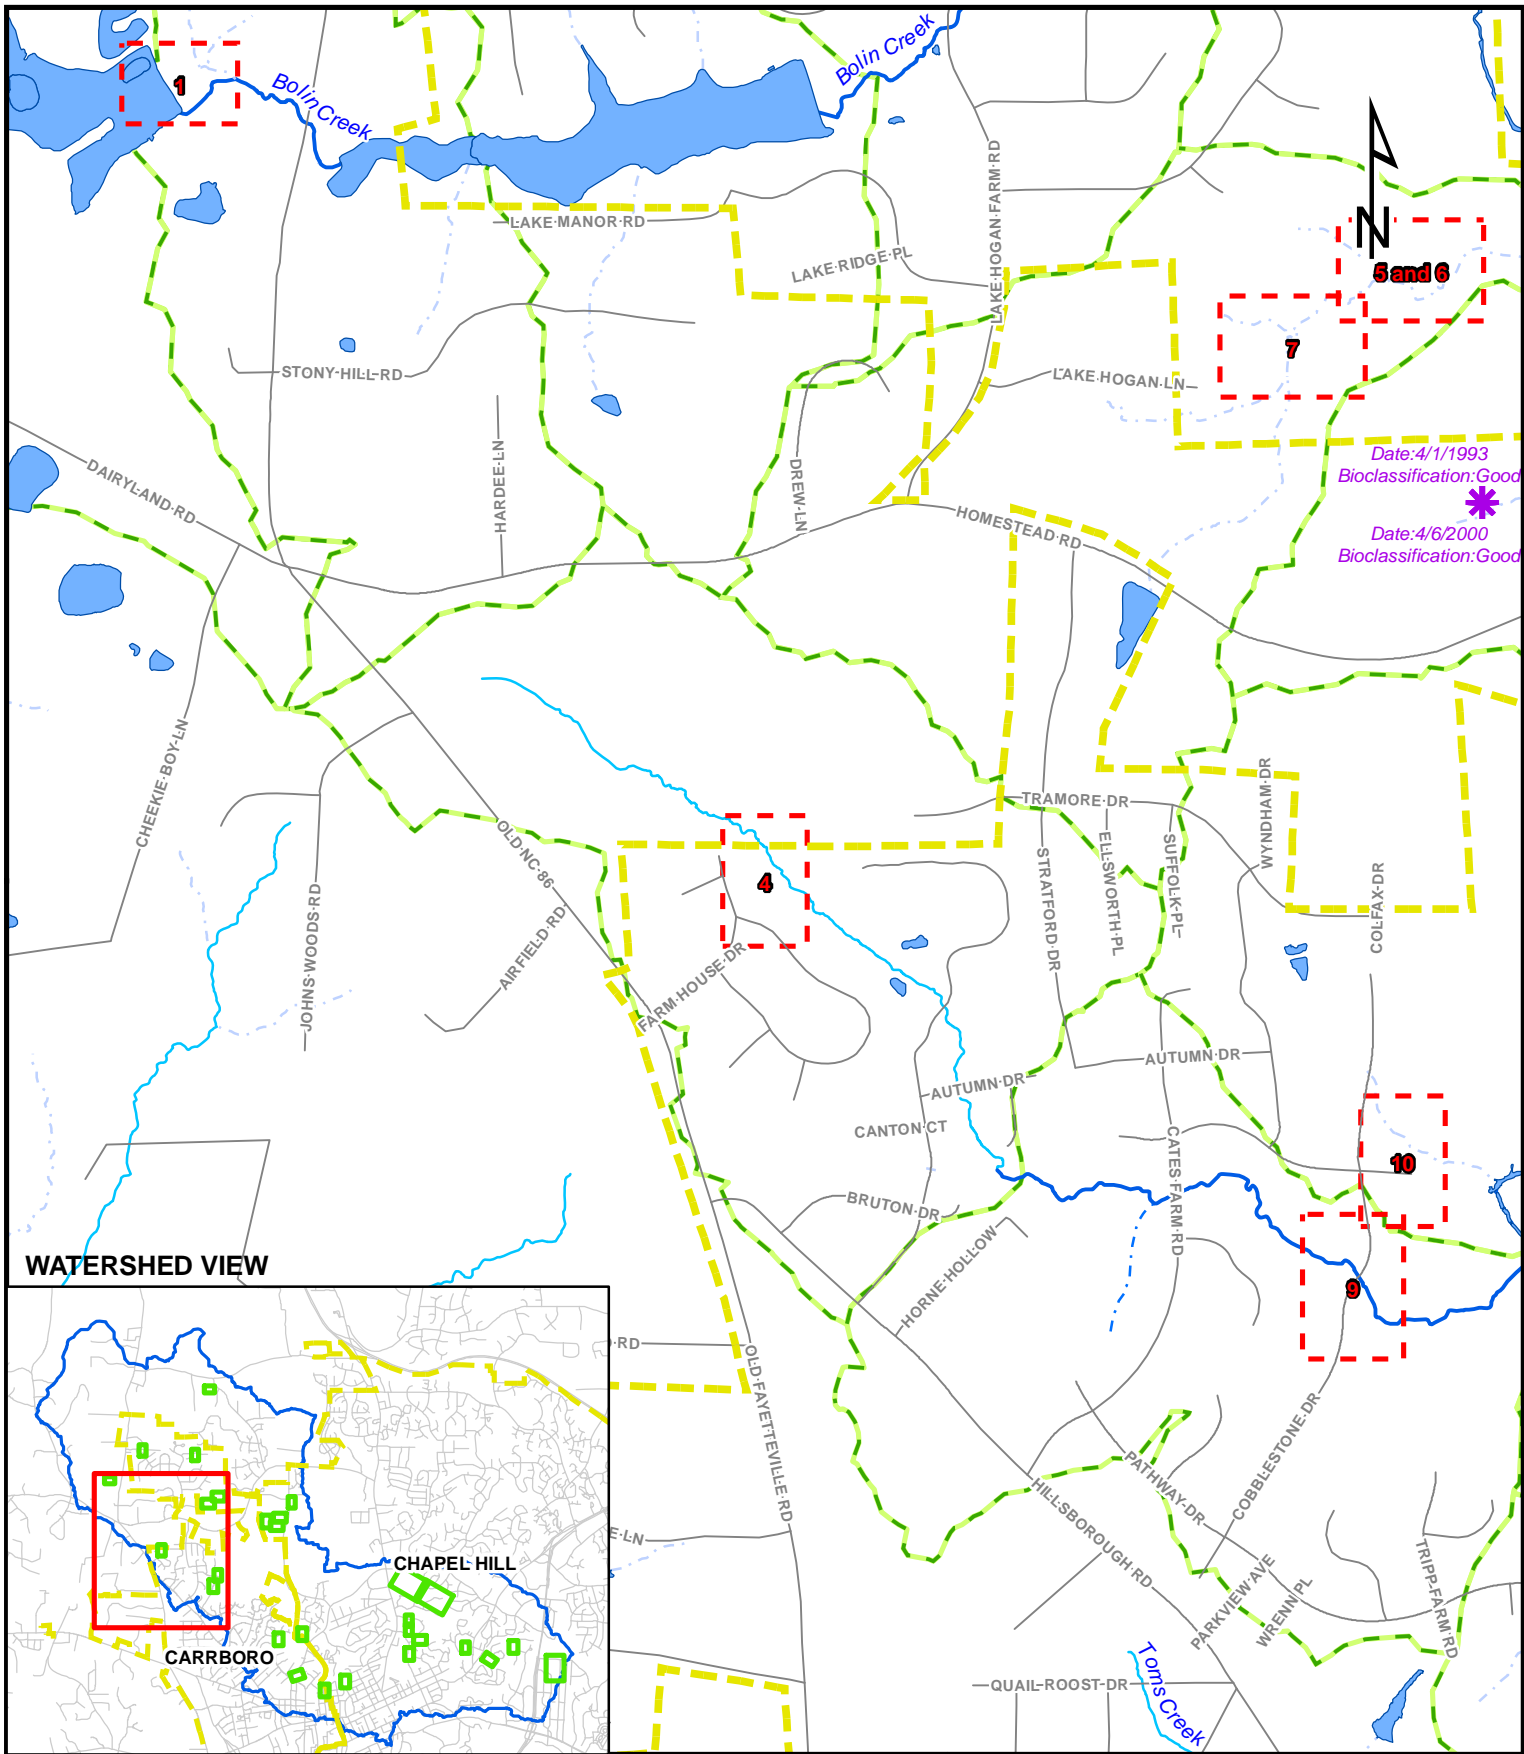 1
Bolin Creek
Bolin Creek
LAKE HOGAN FARM RD
LAKE MANOR RD
LAKE RIDGE PL
N
5 and 6
7
STONY HILL RD
LAKE HOGAN LN
DAIRYLAND RD
HARDEE LN
DREW LN
HOMESTEAD RD
Date:4/1/1993
Bioclassification:Good
Date:4/6/2000
Bioclassification:Good
CHEEKIE BOY LN
OLD NC 86
TRAMORE DR
WYNDHAM DR
STRATFORD DR
ELLSWORTH PL
SUFFOLK PL
COLFAX DR
4
JOHNS WOODS RD
AIRFIELD RD
FARM HOUSE DR
AUTUMN DR
AUTUMN DR
CANTON CT
CATES FARM RD
10
BRUTON DR
HORNE HOLLOW
9
WATERSHED VIEW
RD
OLD FAYETTEVILLE RD
COBBLESTONE DR
PATHWAY DR
HILLSBOROUGH RD
E LN
PARKVIEW AVE
WREN PL
TRIPP FARM RD
CHAPEL HILL
CARRBORO
Toms Creek
QUAIL ROOST DR